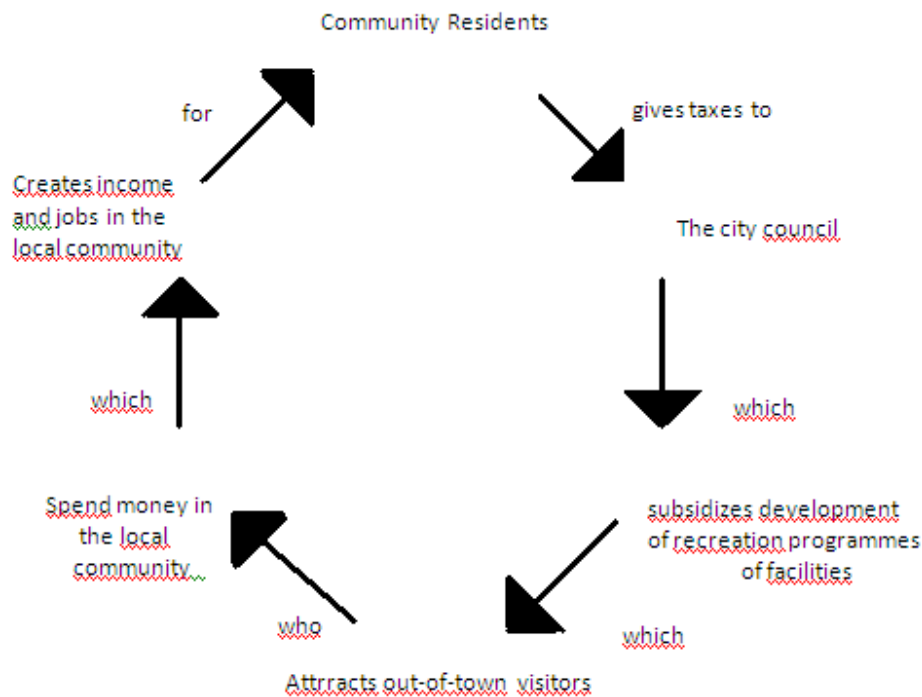 Community Residents
gives taxes to
The city council
which
subsidizes development
of recreation programmes
of facilities
which
Attrracts out-of-town visitors
who
Spend money in
the local
community
which
Creates income
and jobs in the
local community
for